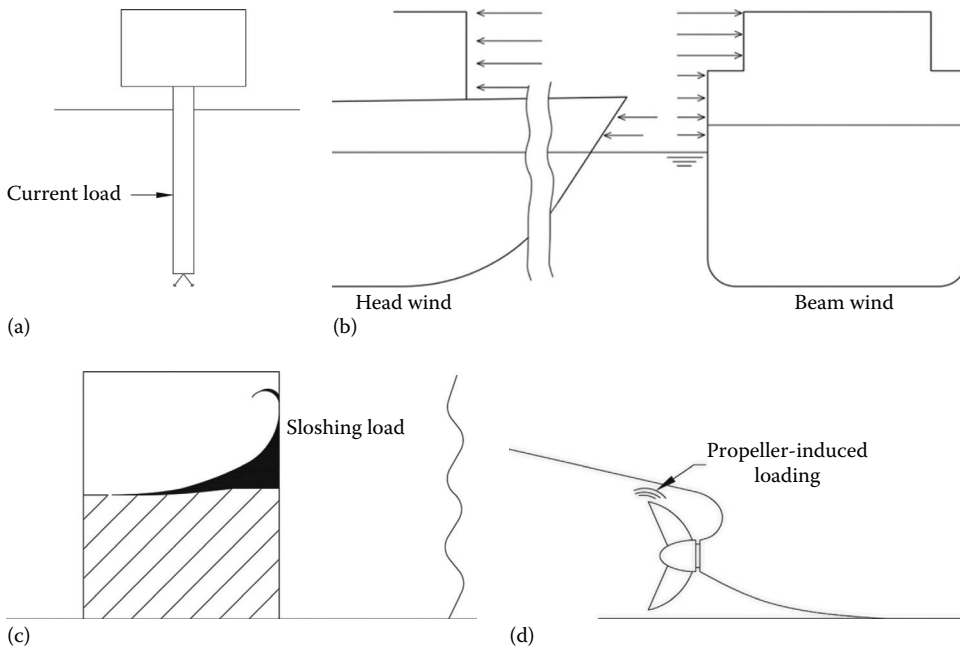 Current load
(a)
Head wind
Beam wind
(b)
Sloshing load
(c)
Propeller-induced
loading
(d)